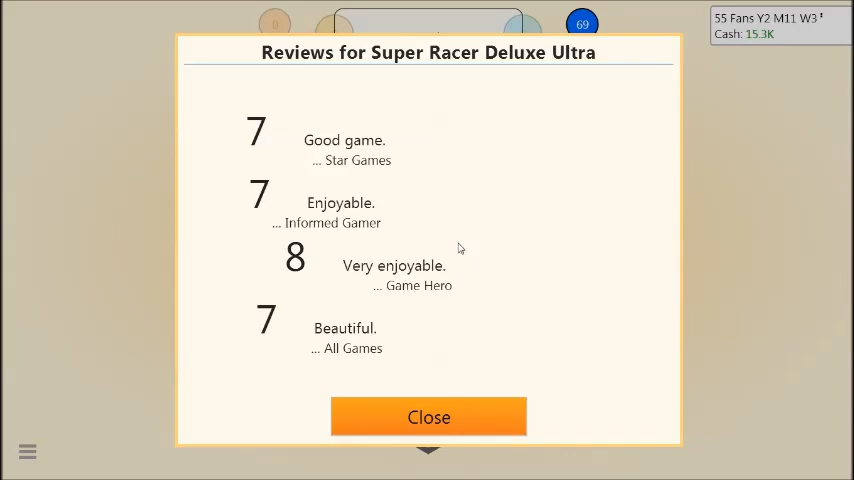 0
69
55 Fans Y2 M11 W3
Cash: 15.3K
Reviews for Super Racer Deluxe Ultra
7
Good game.
... Star Games
7
Enjoyable.
... Informed Gamer
8
Very enjoyable.
... Game Hero
7
Beautiful.
... All Games
Close